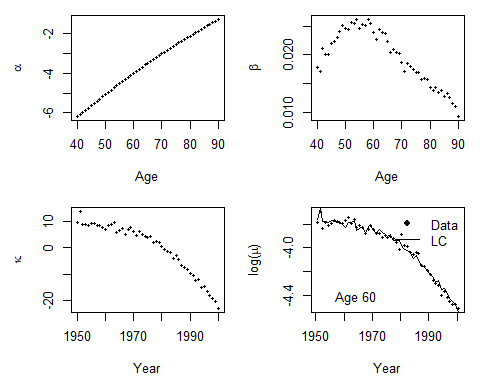 α
-2
-4
-6
40 50 60 70 80 90
Age
β
0.020
0.010
40 50 60 70 80 90
Age
κ
10
0
-20
1950 1970 1990
Year
log(μ)
-4.0
-4.4
Data
LC
Age 60
1950 1970 1990
Year